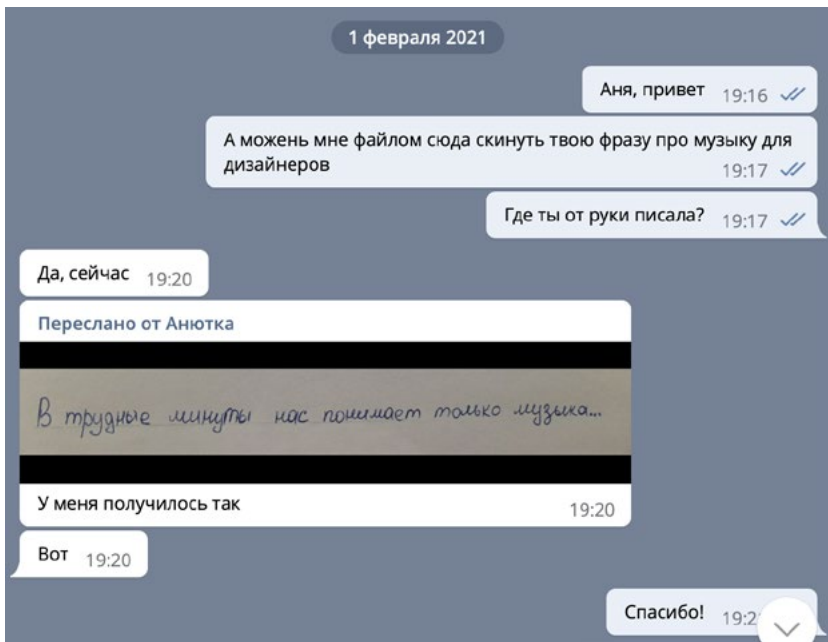 1 февраля 2021
Аня, привет 19:16
А можень мне файлом сюда скинуть твою фразу про музыку для
дизайнеров 19:17
Где ты от руки писала? 19:17
Да, сейчас 19:20
Переслано от Анютка
В трудные минуты нас понимает только музыка...
У меня получилось так 19:20
Вот 19:20
Спасибо!